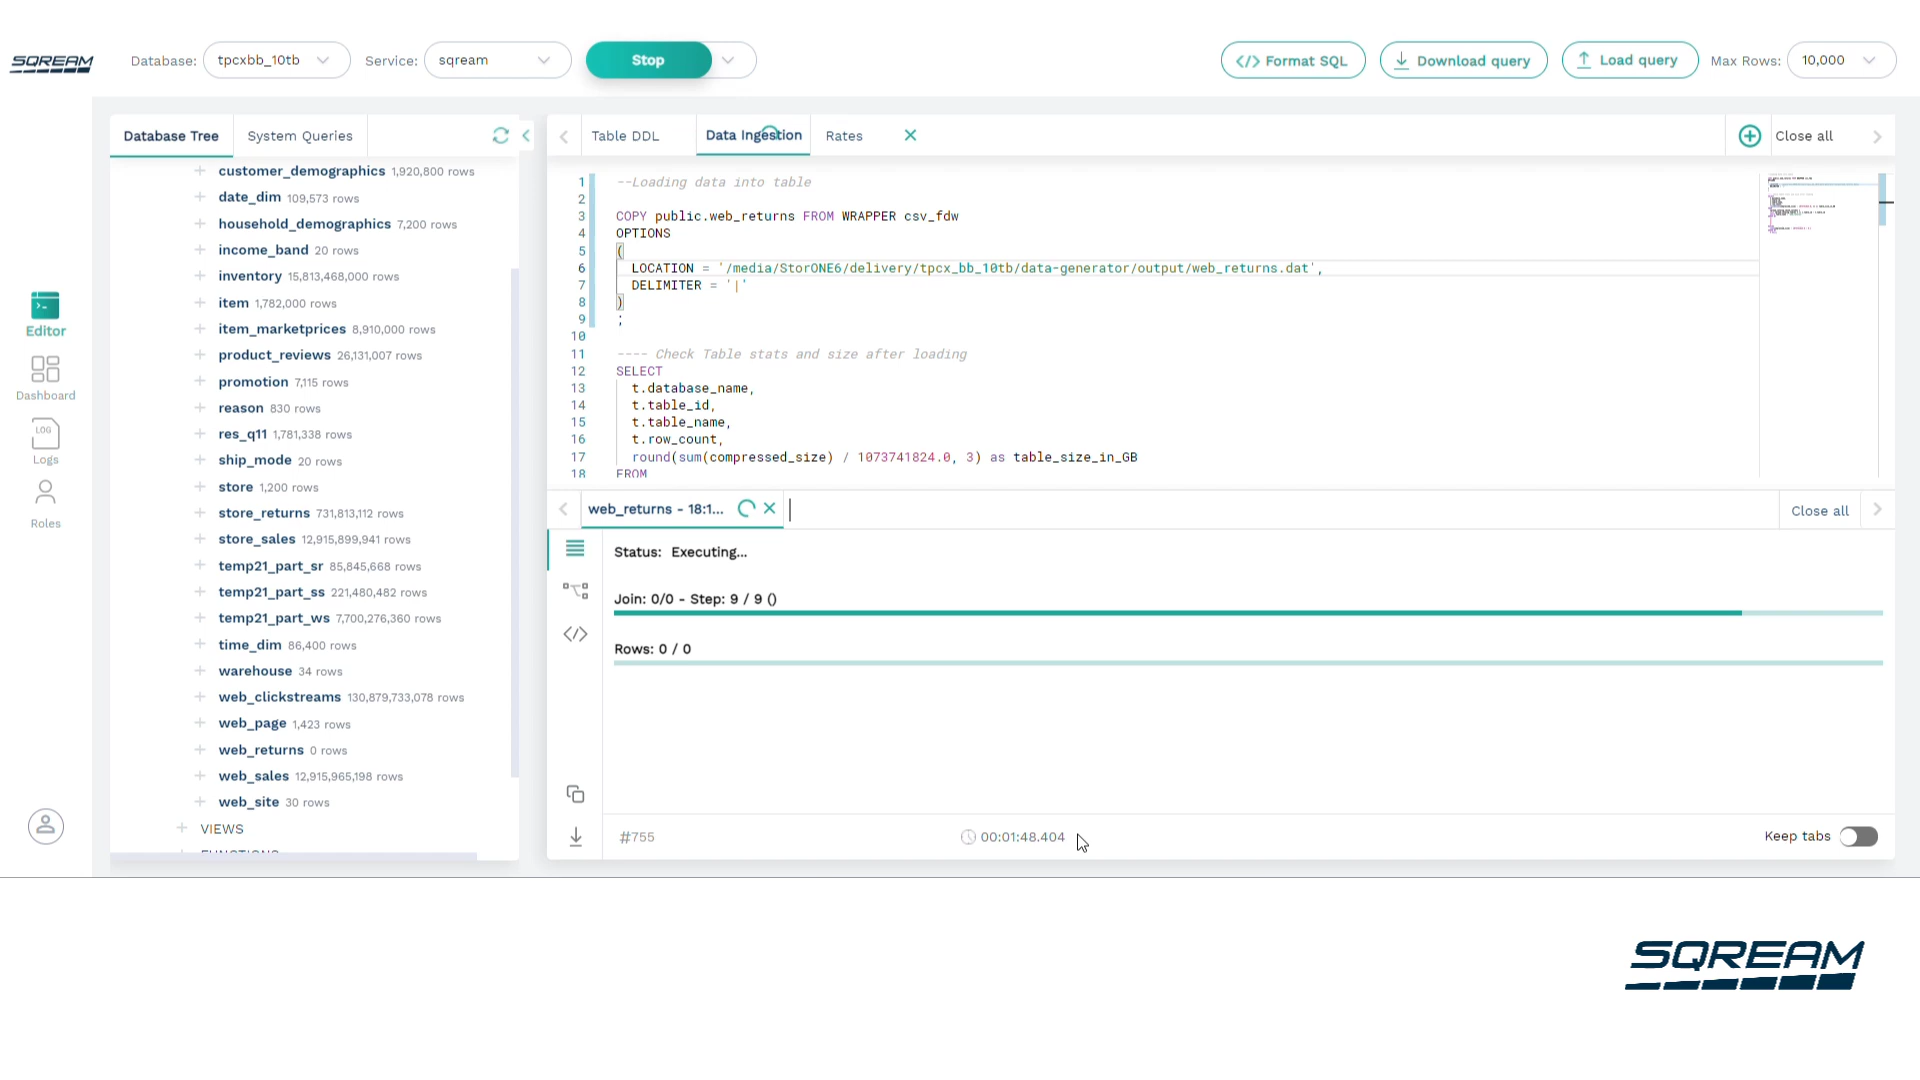 SQREAM
Database: tpcxbb_10tb Service: sqream Stop
</> Format SQL Download query Load query Max Rows: 10,000
Database Tree System Queries
customer_demographics 1,920,800 rows
date_dim 109,573 rows
household_demographics 7,200 rows
income_band 20 rows
inventory 15,813,468,000 rows
item 1,782,000 rows
item_marketprices 8,910,000 rows
product_reviews 26,131,007 rows
promotion 7,115 rows
reason 830 rows
res_q11 1,781,338 rows
ship_mode 20 rows
store 1,200 rows
store_returns 731,813,112 rows
store_sales 12,915,899,941 rows
temp21_part_sr 85,845,668 rows
temp21_part_ss 221,480,482 rows
temp21_part_ws 7,700,276,360 rows
time_dim 86,400 rows
warehouse 34 rows
web_clickstreams 130,879,733,078 rows
web_page 1,423 rows
web_returns 0 rows
web_sales 12,915,965,198 rows
web_site 30 rows
VIEWS
FUNCTIONS
Editor
Dashboard
LOG
Logs
Roles
Table DDL Data Ingestion Rates Close all
1 --Loading data into table
2
3 COPY public.web_returns FROM WRAPPER csv_fdw
4 OPTIONS
5 (
6 LOCATION = '/media/StorONE6/delivery/tpcx_bb_10tb/data-generator/output/web_returns.dat',
7 DELIMITER = '|'
8 )
9 ;
10
11 ---- Check Table stats and size after loading
12 SELECT
13 t.database_name,
14 t.table_id,
15 t.table_name,
16 t.row_count,
17 round(sum(compressed_size) / 1073741824.0, 3) as table_size_in_GB
18 FROM
web_returns - 18:1... Close all
Status: Executing...
Join: 0/0 - Step: 9 / 9 ()
Rows: 0 / 0
#755 00:01:48.404 Keep tabs
SQREAM